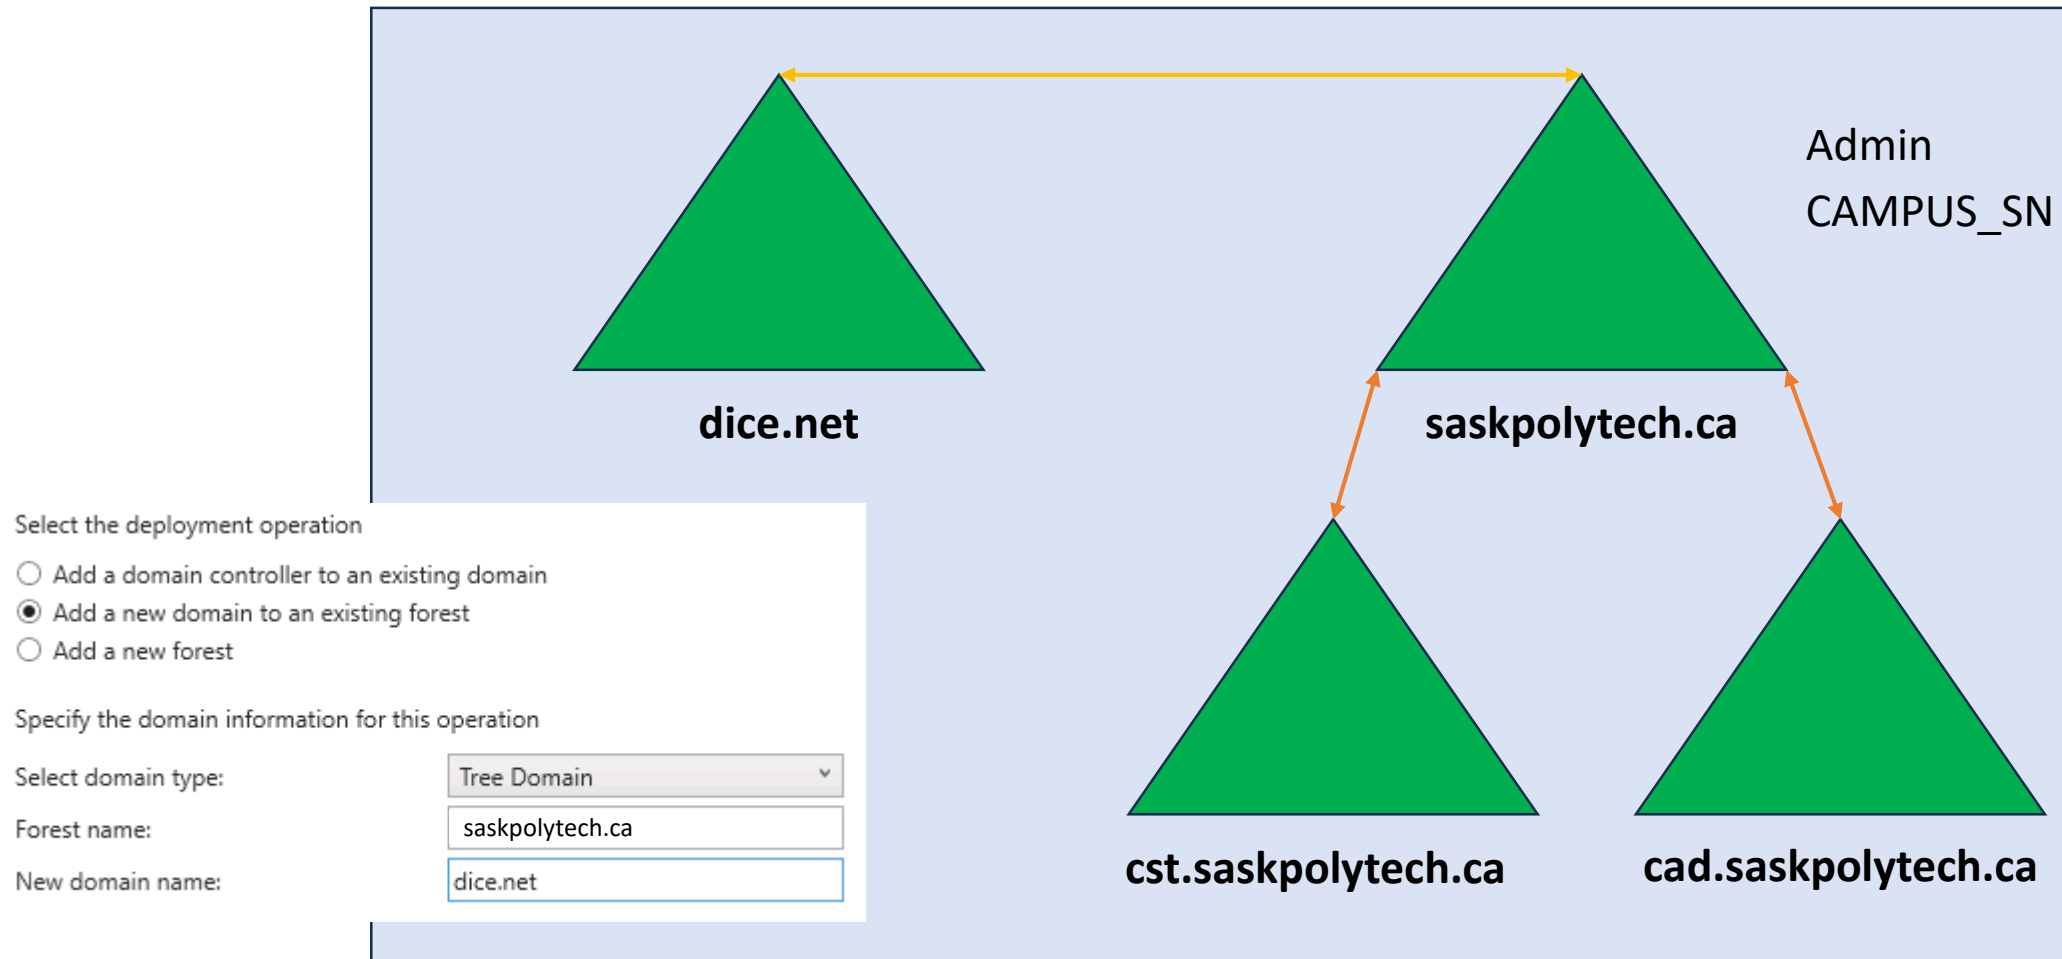 Admin
CAMPUS_SN
dice.net
saskpolytech.ca
Select the deployment operation
Add a domain controller to an existing domain
Add a new domain to an existing forest
Add a new forest
Specify the domain information for this operation
Select domain type:
Tree Domain
Forest name:
saskpolytech.ca
New domain name:
dice.net
cst.saskpolytech.ca
cad.saskpolytech.ca